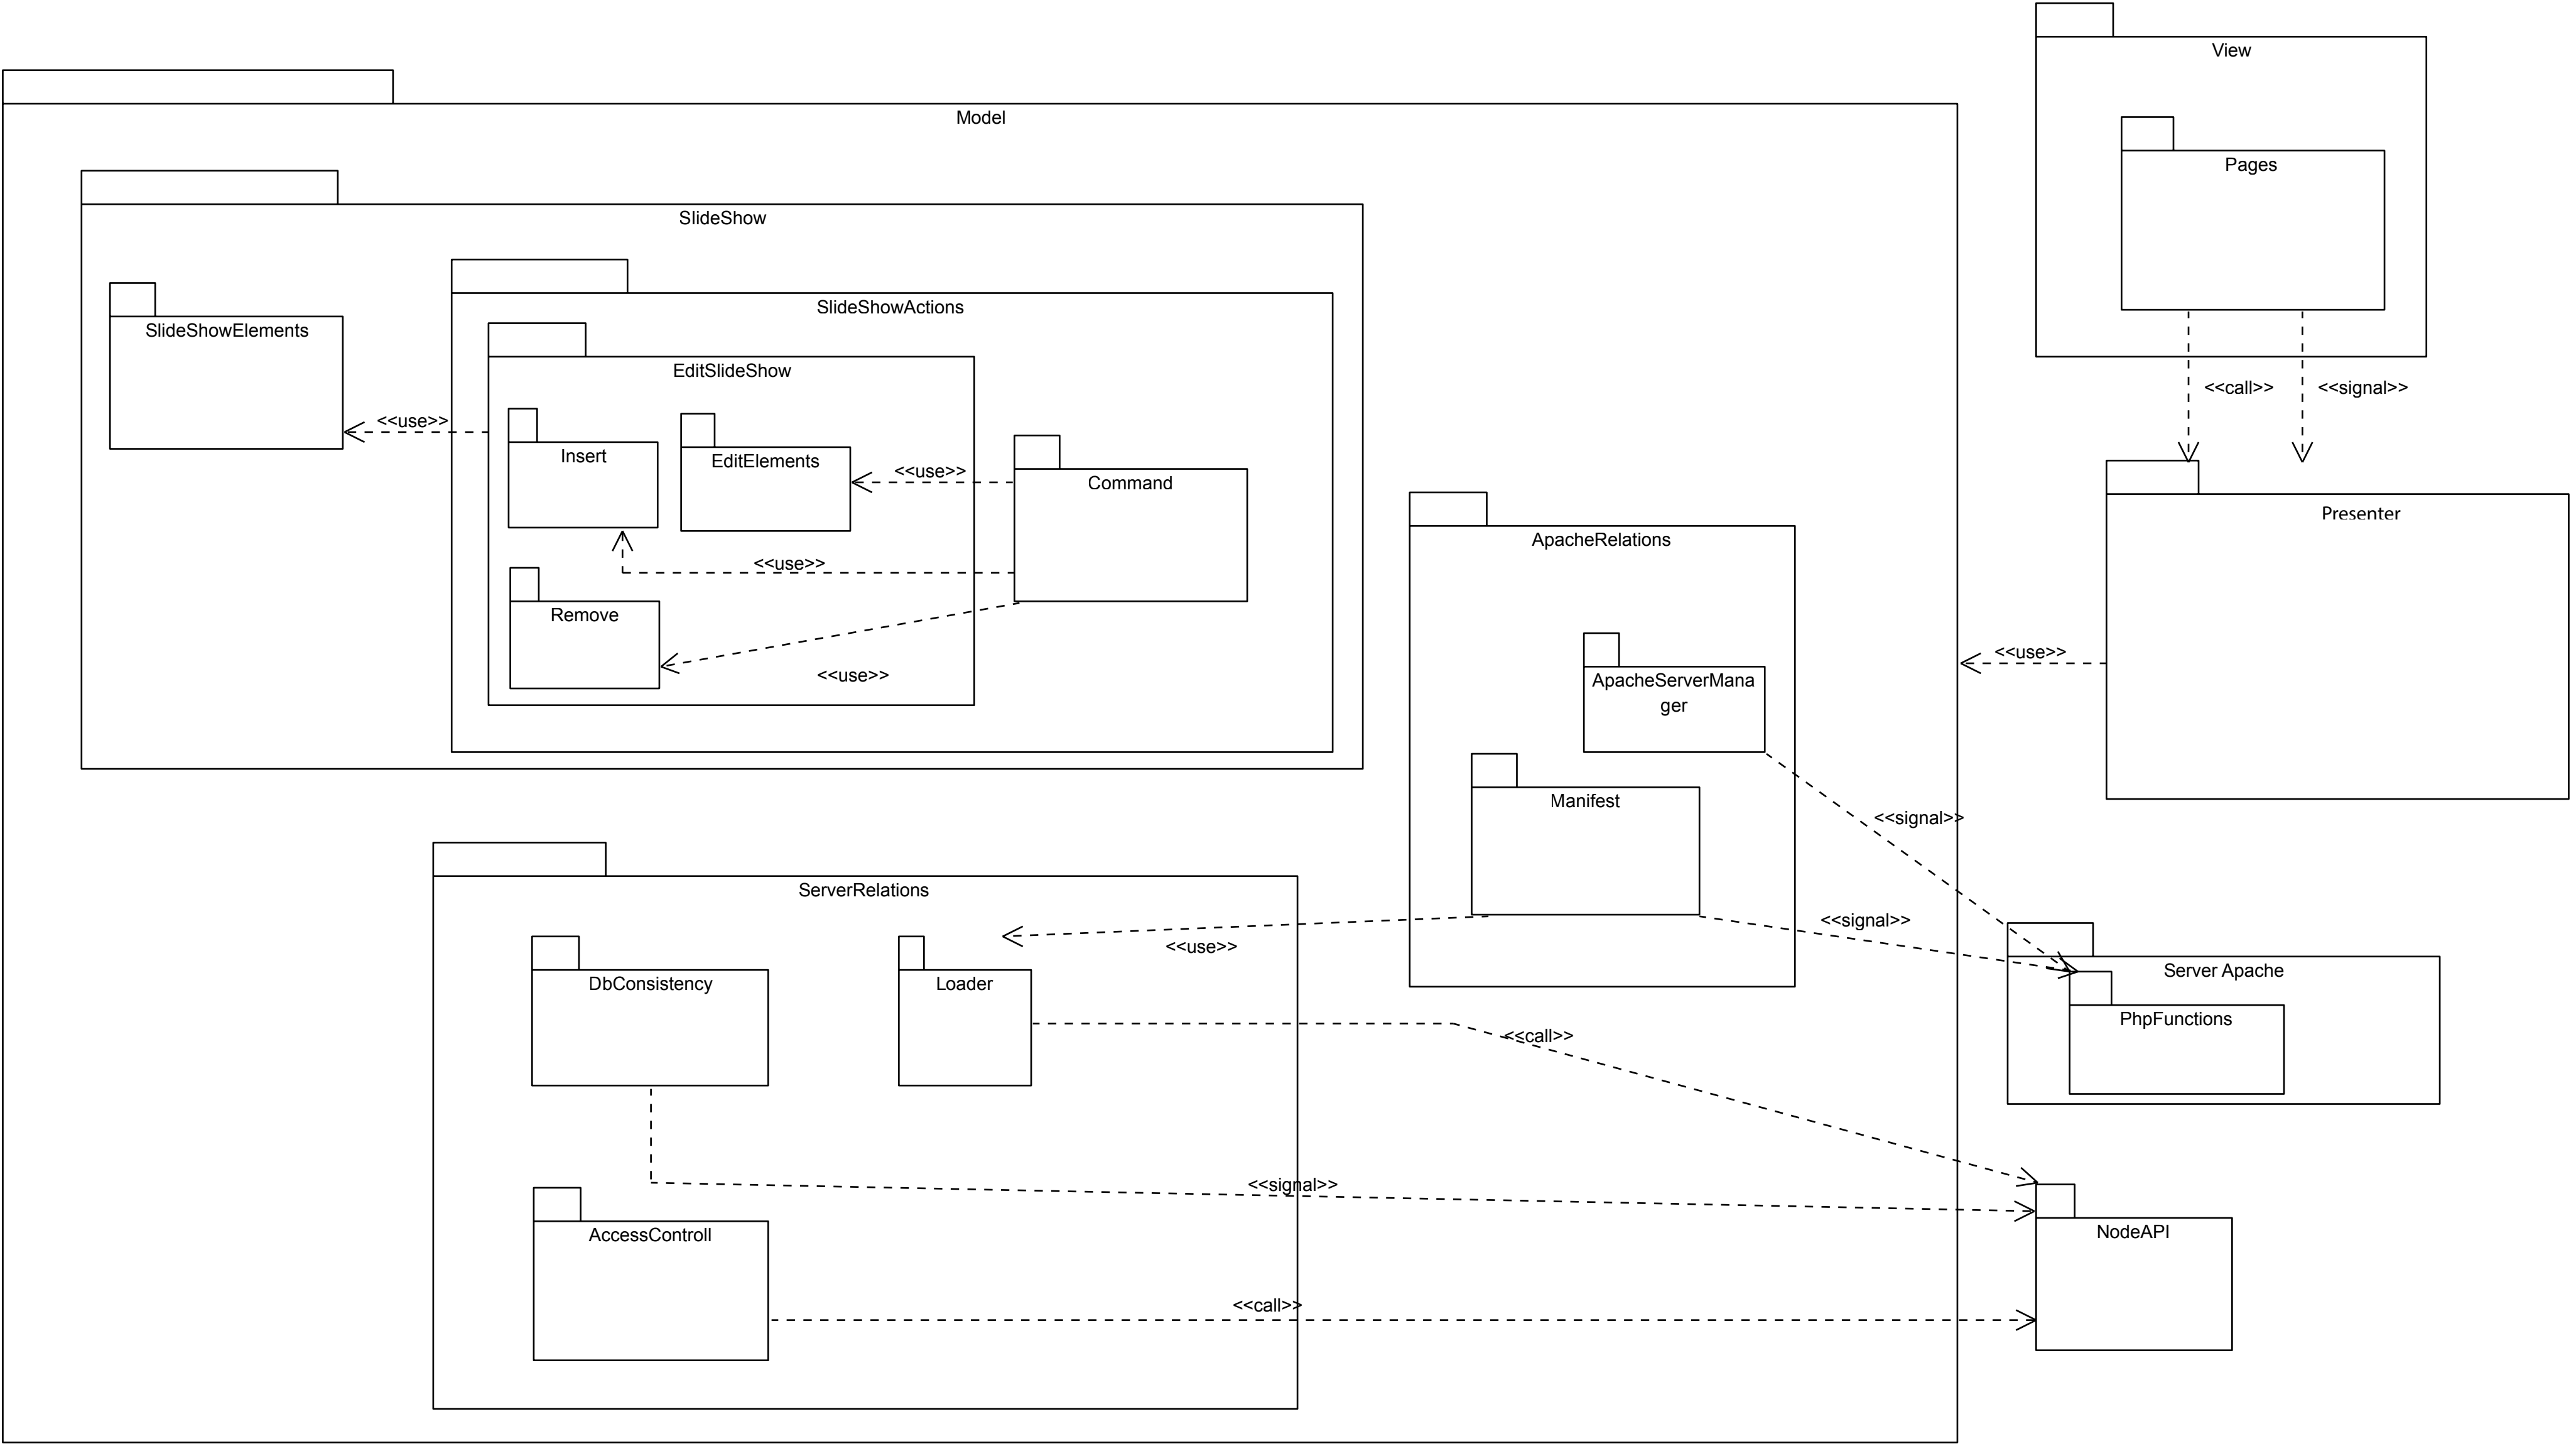 View
Model
Pages
SlideShow
SlideShowActions
SlideShowElements
EditSlideShow
<<call>>
<<signal>>
<<use>>
Insert
EditElements
<<use>>
Command
Presenter
ApacheRelations
<<use>>
Remove
<<use>>
<<use>>
ApacheServerMana
ger
Manifest
<<signal>>
ServerRelations
<<signal>>
<<use>>
Server Apache
DbConsistency
Loader
PhpFunctions
<<call>>
<<signal>>
AccessControll
NodeAPI
<<call>>